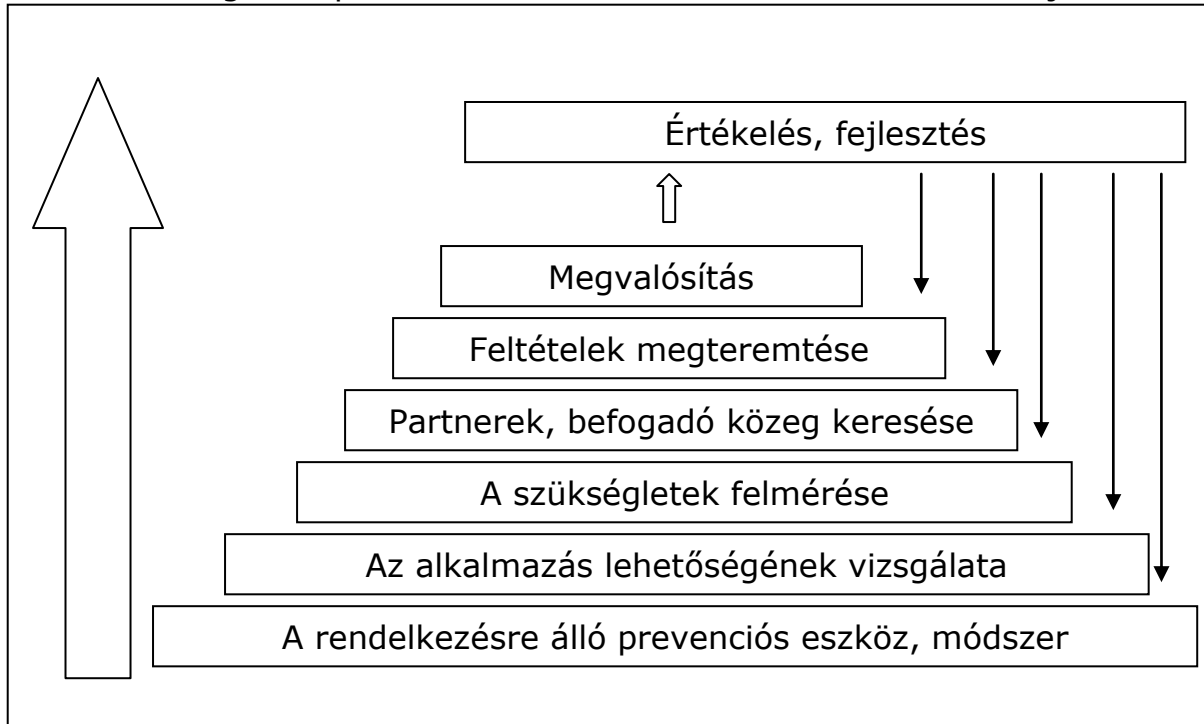 Értékelés, fejlesztés
Megvalósítás
Feltételek megteremtése
Partnerek, befogadó közeg keresése
A szükségletek felmérése
Az alkalmazás lehetőségének vizsgálata
A rendelkezésre álló prevenciós eszköz, módszer